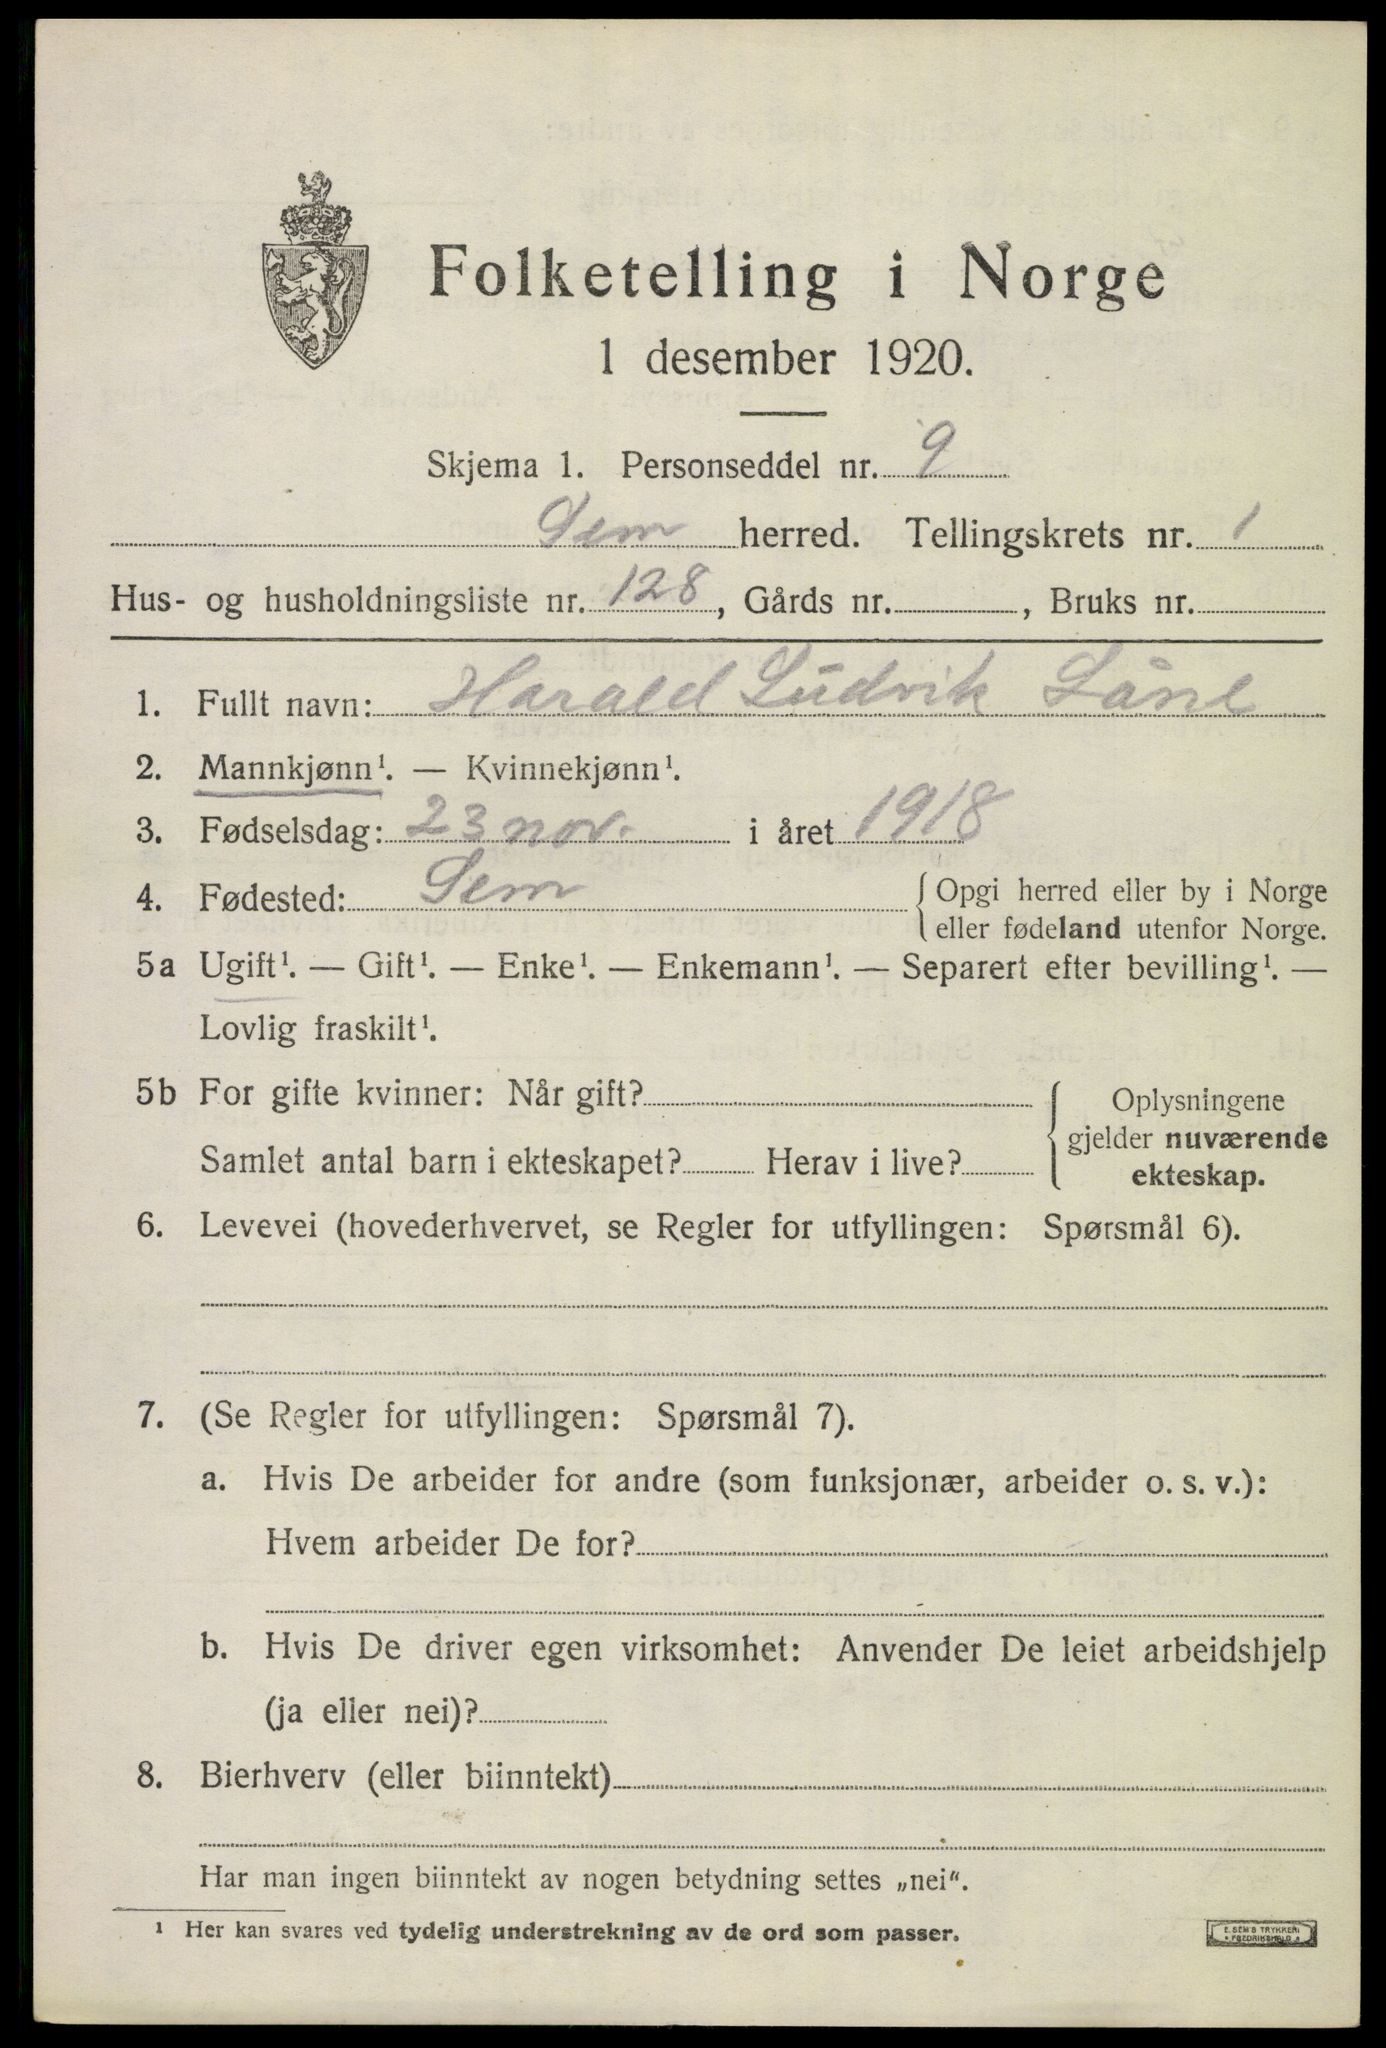 Folketelling i Norge
1 desember 1920.
Skjema 1. Personseddel nr. 9
Sem herred. Tellingskrets nr. 1
Hus- og husholdningsliste nr. 128, Gårds nr. , Bruks nr.
1. Fullt navn: Harald Ludvik
2. Mannkjønn¹. — Kvinnekjønn¹.
3. Fødselsdag: 23 nov. i året 1918
4. Fødested: Sem { Opgi herred eller by i Norge
eller fødeland utenfor Norge.
5a Ugift¹. — Gift¹. — Enke¹. — Enkemann¹. — Separert efter bevilling¹. —
Lovlig fraskilt¹.
5b For gifte kvinner: Når gift? { Oplysningene
gjelder nuværende
Samlet antal barn i ekteskapet? Herav i live?
ekteskap.
6. Levevei (hovederhvervet, se Regler for utfyllingen: Spørsmål 6).
7. (Se Regler for utfyllingen: Spørsmål 7).
a. Hvis De arbeider for andre (som funksjonær, arbeider o. s. v.):
Hvem arbeider De for?
b. Hvis De driver egen virksomhet: Anvender De leiet arbeidshjelp
(ja eller nei)?
8. Bierhverv (eller biinntekt)
Har man ingen biinntekt av nogen betydning settes „nei“.
¹ Her kan svares ved tydelig understrekning av de ord som passer.
E. SEM'S TRYKKERI
FREDRIKSHALD